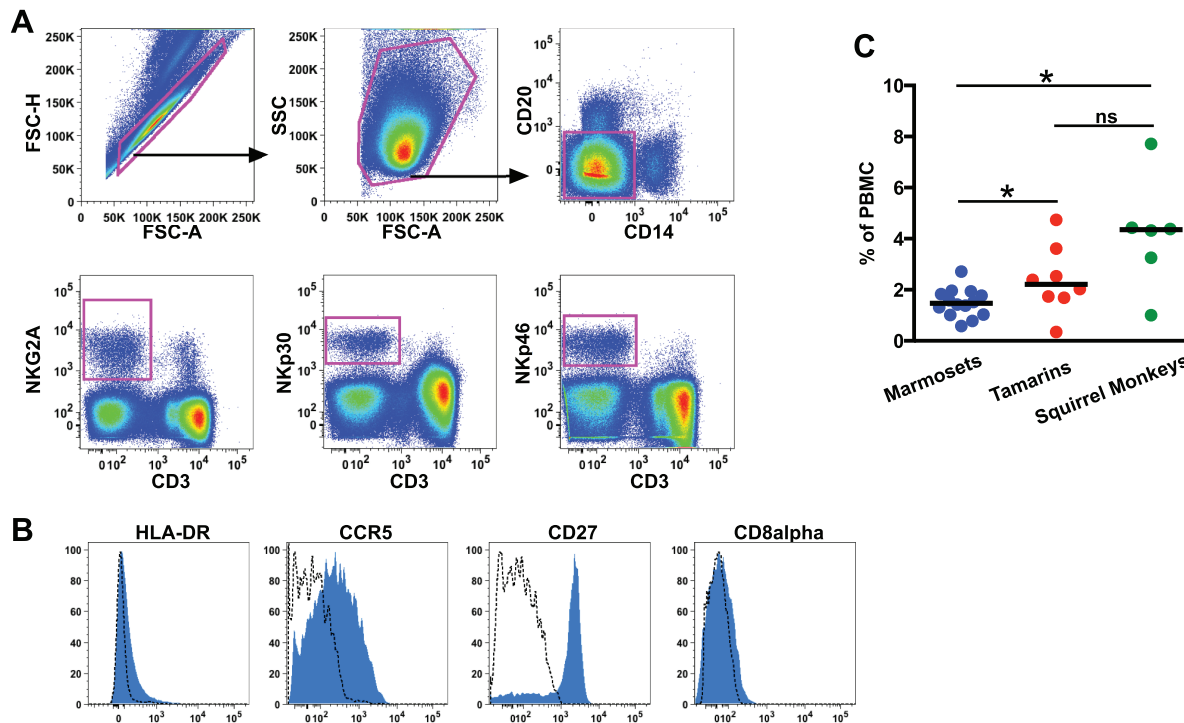 A
250K
200K
150K
100K
50K
0
FSC-H
0 50K 100K 150K 200K 250K
FSC-A
250K
200K
150K
100K
50K
0
SSC
0 50K 100K 150K 200K 250K
FSC-A
10^5
10^4
10^3
0
CD20
0 10^3 10^4 10^5
CD14
10^5
10^4
10^3
10^2
0
NKG2A
0 10^2 10^3 10^4 10^5
CD3
10^5
10^4
10^3
10^2
0
NKp30
0 10^2 10^3 10^4 10^5
CD3
10^5
10^4
10^3
10^2
0
NKp46
0 10^2 10^3 10^4 10^5
CD3
B
HLA-DR
100
80
60
40
20
0
0 10^3 10^4 10^5
CCR5
100
80
60
40
20
0
0 10^2 10^3 10^4 10^5
CD27
100
80
60
40
20
0
0 10^2 10^3 10^4 10^5
CD8alpha
100
80
60
40
20
0
0 10^2 10^3 10^4 10^5
C
% of PBMC
10
8
6
4
2
0
*
ns
*
Marmosets
Tamarins
Squirrel Monkeys